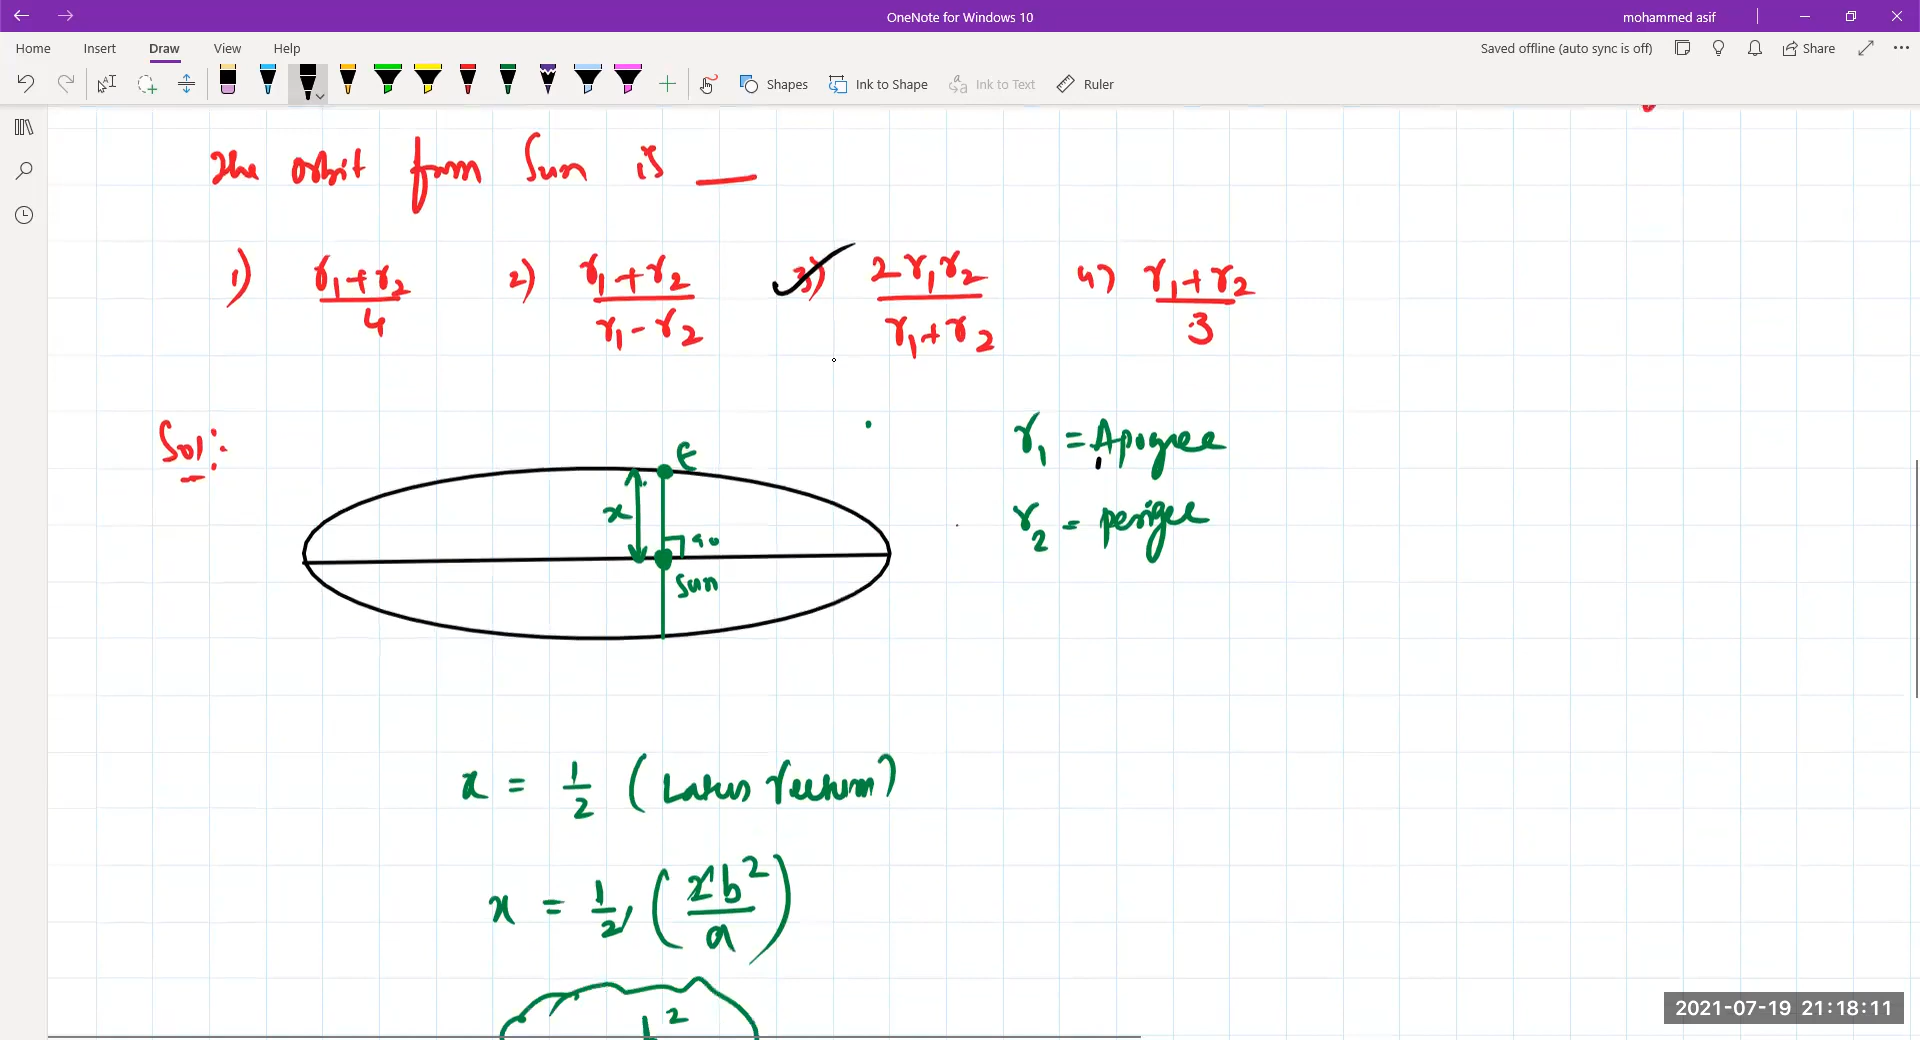 OneNote for Windows 10
mohammed asif
Home Insert Draw View Help
Saved offline (auto sync is off) Share
Shapes Ink to Shape Ink to Text Ruler
The orbit from Sun is __
1) r₁+r₂/4 2) r₁+r₂/r₁-r₂ 3) 2r₁r₂/r₁+r₂ 4) r₁+r₂/3
Sol:
E
x
90
Sun
r₁ = Apogee
r₂ = perigee
x = 1/2 (Latus rectum)
x = 1/2 (2b²/a)
b²
2021-07-19 21:18:11